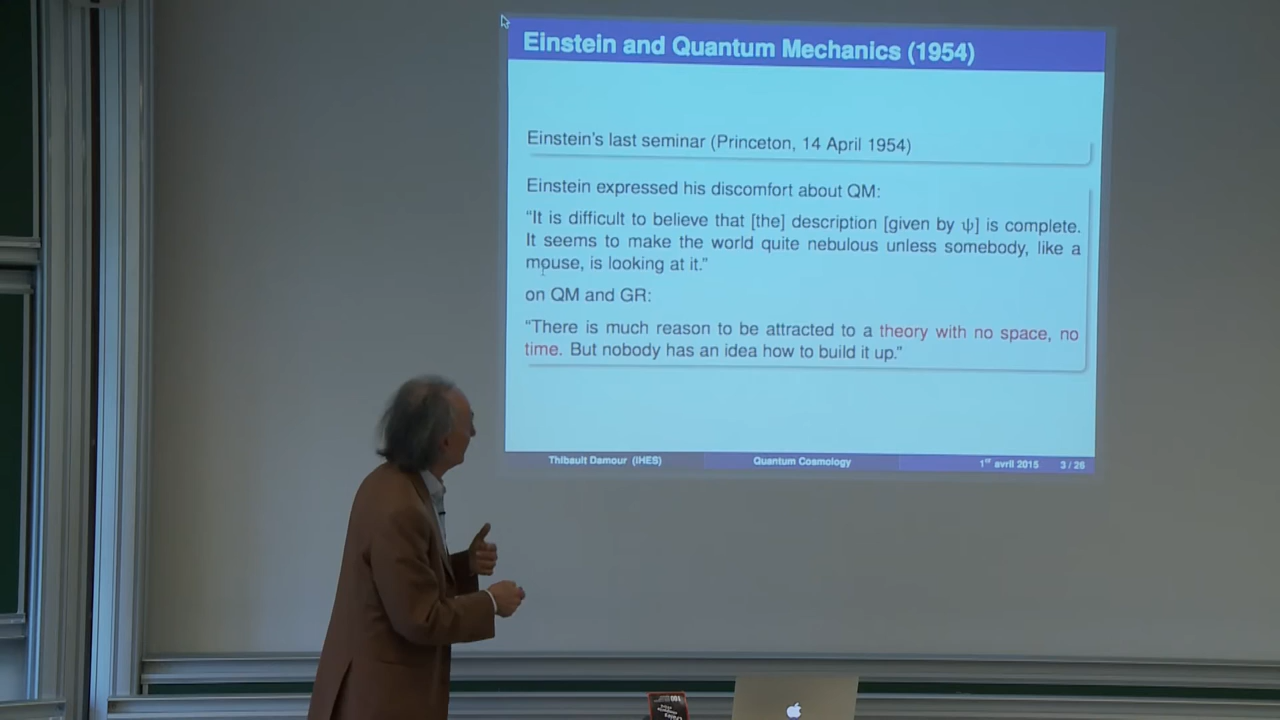 Einstein and Quantum Mechanics (1954)
Einstein's last seminar (Princeton, 14 April 1954)
Einstein expressed his discomfort about QM:
“It is difficult to believe that [the] description [given by ψ] is complete.
It seems to make the world quite nebulous unless somebody, like a
mouse, is looking at it.”
on QM and GR:
“There is much reason to be attracted to a theory with no space, no
time. But nobody has an idea how to build it up.”
Thibault Damour (IHES) Quantum Cosmology 1er avril 2015 3 / 26